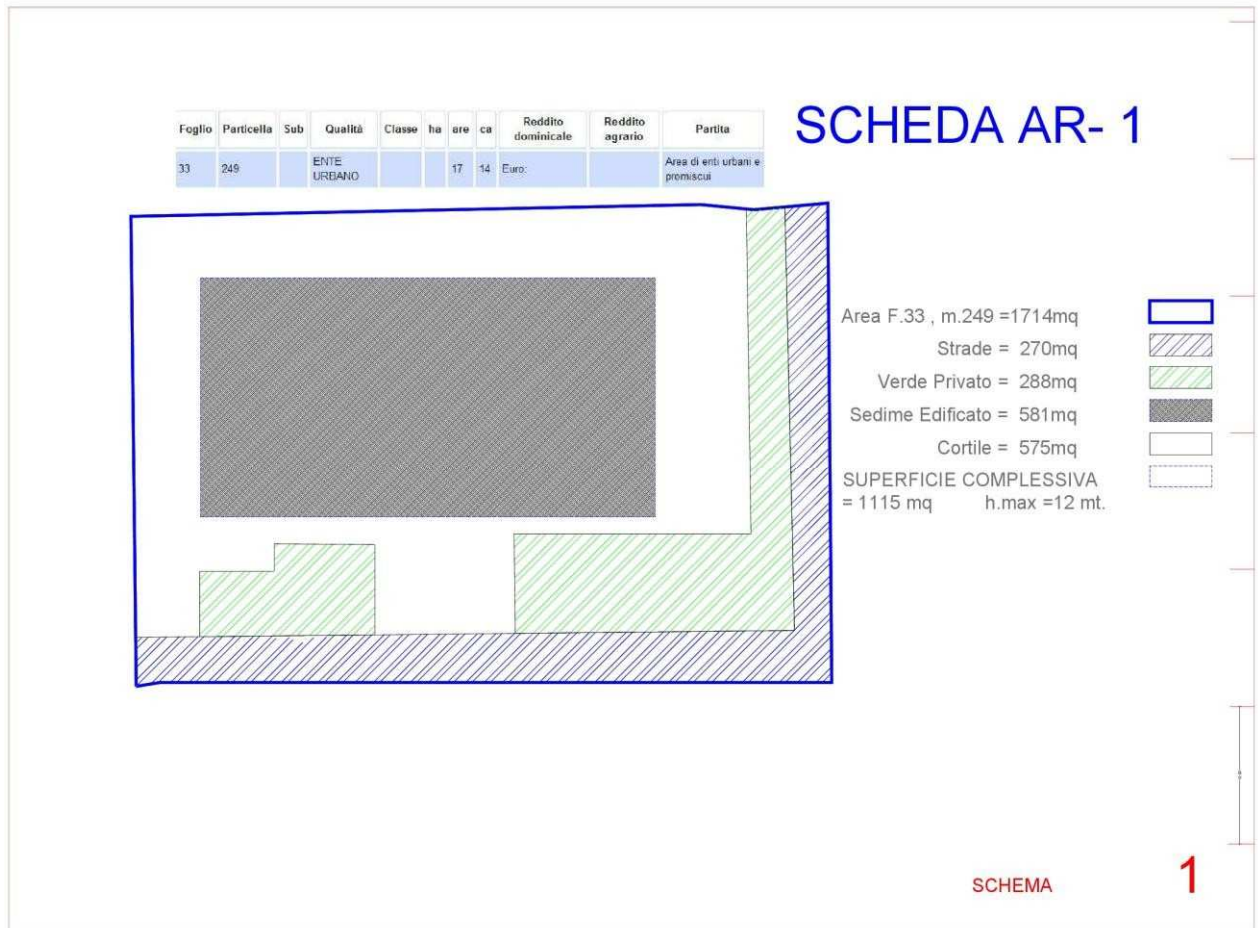 SCHEDA AR- 1
Foglio Particella Sub Qualità Classe ha are ca Reddito dominicale Reddito agrario Partita
33 249 ENTE URBANO 17 14 Euro: Area di enti urbani e promiscui
Area F.33 , m.249 =1714mq
Strade = 270mq
Verde Privato = 288mq
Sedime Edificato = 581mq
Cortile = 575mq
SUPERFICIE COMPLESSIVA
= 1115 mq h.max =12 mt.
SCHEMA 1